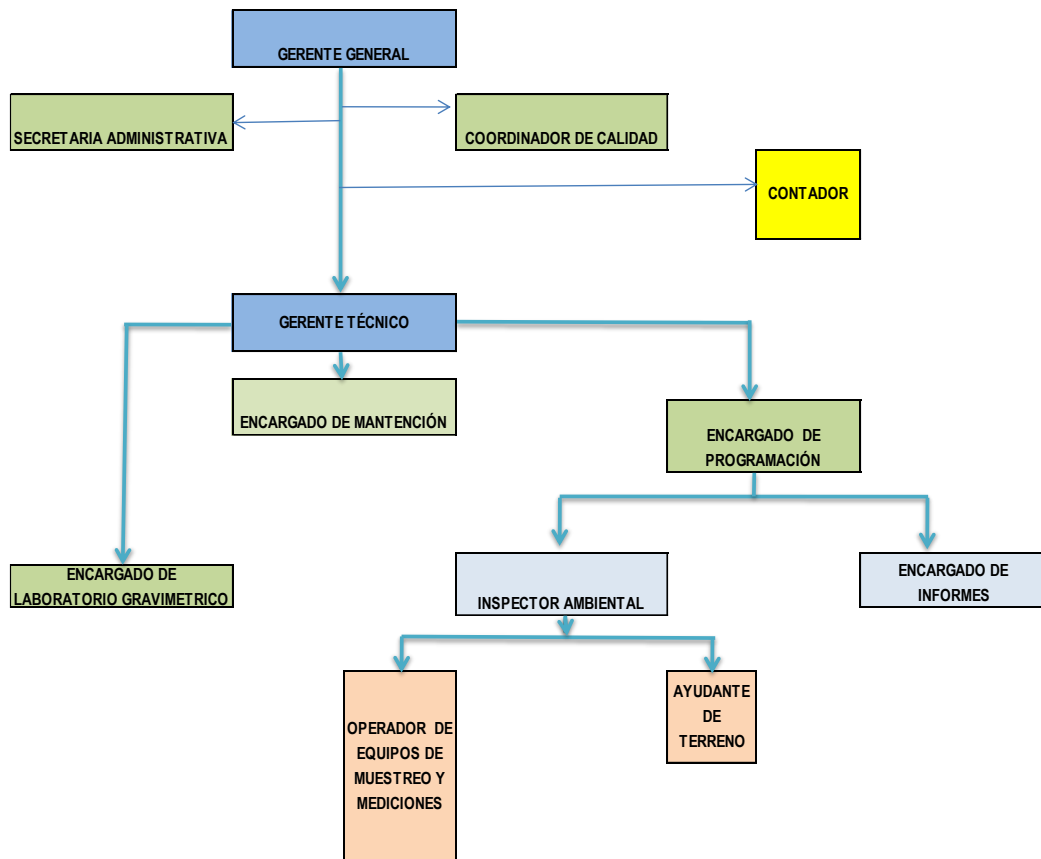 GERENTE GENERAL
SECRETARIA ADMINISTRATIVA
COORDINADOR DE CALIDAD
CONTADOR
GERENTE TÉCNICO
ENCARGADO DE MANTENCIÓN
ENCARGADO DE
PROGRAMACIÓN
ENCARGADO DE
LABORATORIO GRAVIMETRICO
INSPECTOR AMBIENTAL
ENCARGADO DE
INFORMES
OPERADOR DE
EQUIPOS DE
MUESTREO Y
MEDICIONES
AYUDANTE
DE
TERRENO